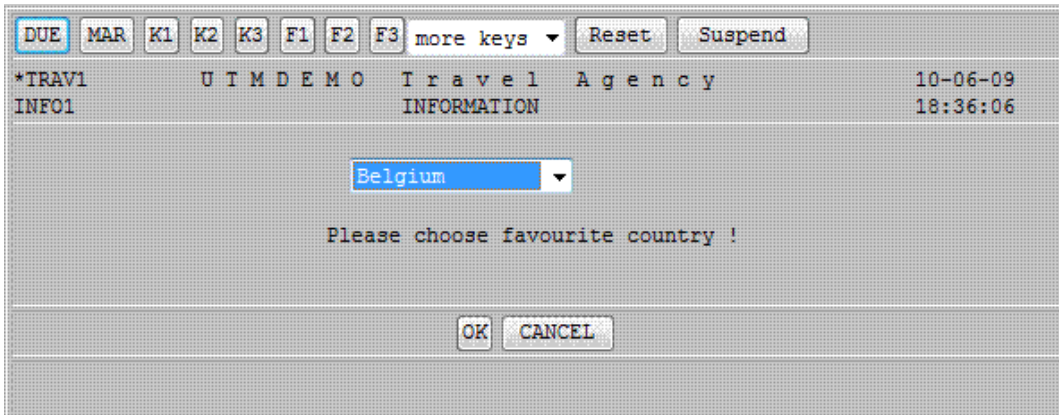 DUE MAR K1 K2 K3 F1 F2 F3 more keys Reset Suspend
*TRAV1 U T M D E M O T r a v e l A g e n c y 10-06-09
INFO1 INFORMATION 18:36:06
Belgium
Please choose favourite country !
OK CANCEL